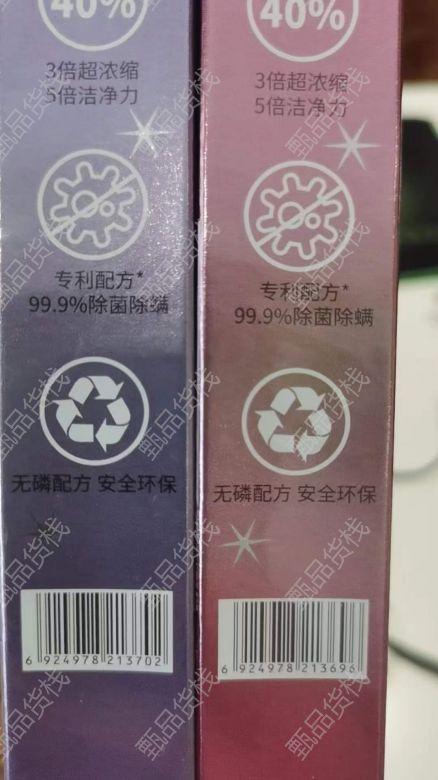 40%
3倍超浓缩
5倍洁净力
专利配方*
99.9%除菌除螨
无磷配方 安全环保
6 924978 213702
40%
3倍超浓缩
5倍洁净力
专利配方*
99.9%除菌除螨
无磷配方 安全环保
6 924978 213696
甄品货栈